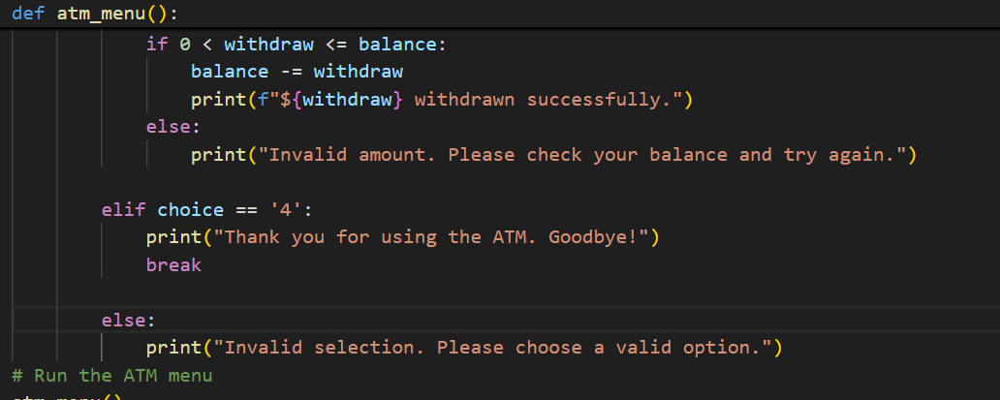 def atm_menu():
if 0 < withdraw <= balance:
balance -= withdraw
print(f"${withdraw} withdrawn successfully.")
else:
print("Invalid amount. Please check your balance and try again.")
elif choice == '4':
print("Thank you for using the ATM. Goodbye!")
break
else:
print("Invalid selection. Please choose a valid option.")
# Run the ATM menu
atm_menu()